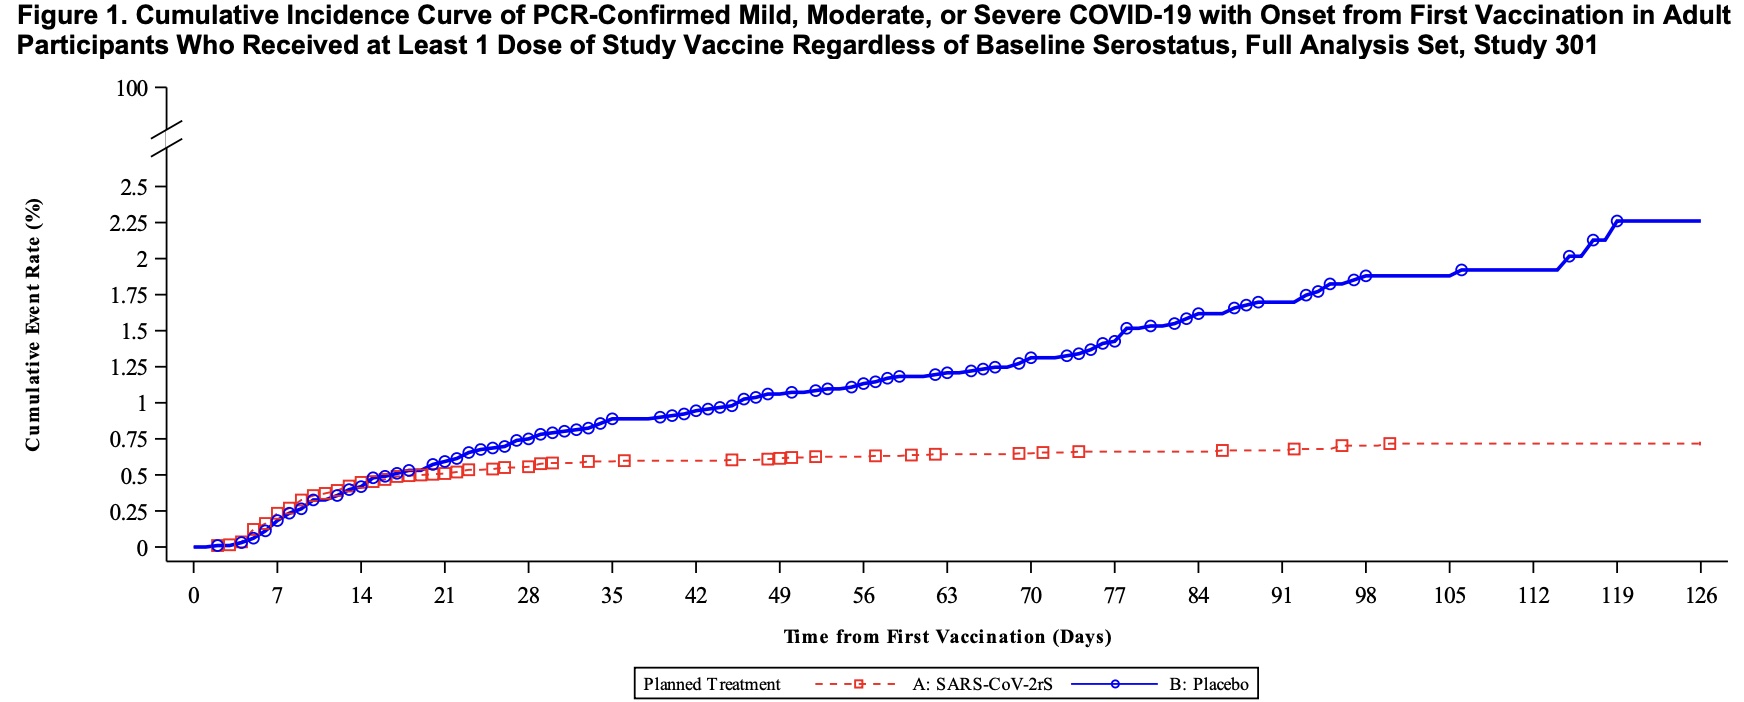 Figure 1. Cumulative Incidence Curve of PCR-Confirmed Mild, Moderate, or Severe COVID-19 with Onset from First Vaccination in Adult
Participants Who Received at Least 1 Dose of Study Vaccine Regardless of Baseline Serostatus, Full Analysis Set, Study 301
Cumulative Event Rate (%)
100
2.5
2.25
2
1.75
1.5
1.25
1
0.75
0.5
0.25
0
0 7 14 21 28 35 42 49 56 63 70 77 84 91 98 105 112 119 126
Time from First Vaccination (Days)
Planned Treatment A: SARS-CoV-2rS B: Placebo